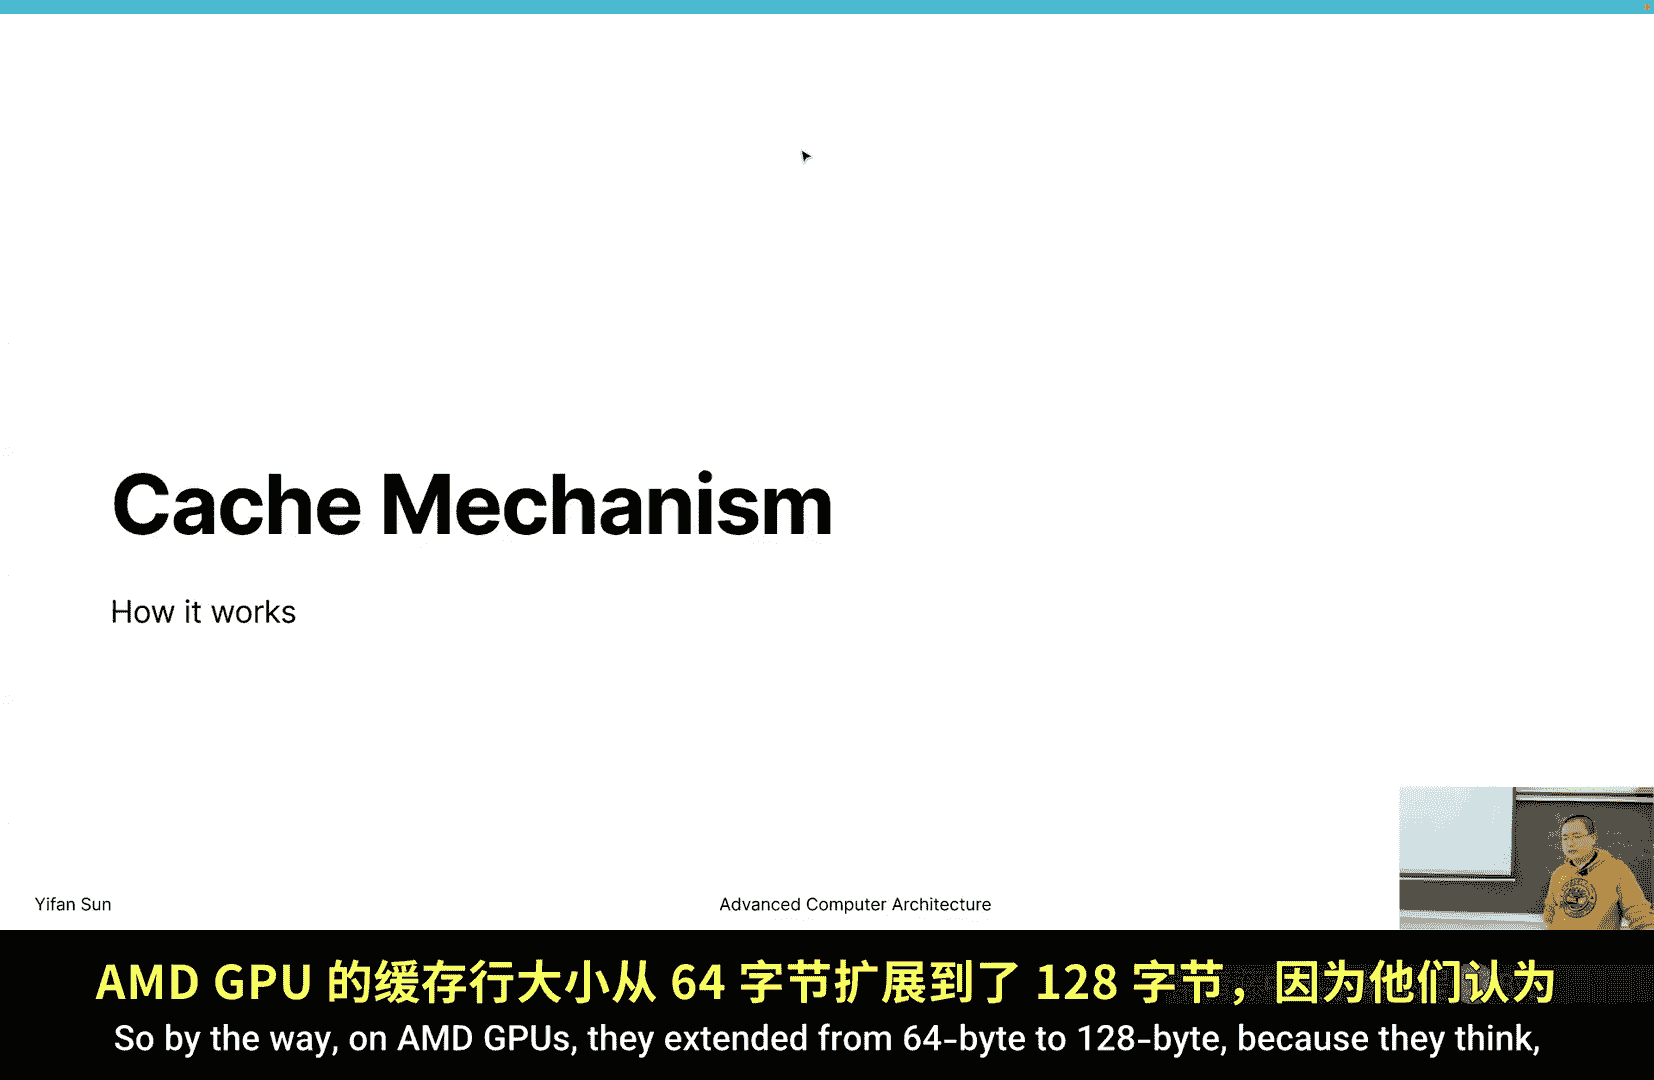 Cache Mechanism
How it works
Yifan Sun
Advanced Computer Architecture
AMD GPU 的缓存行大小从 64 字节扩展到了 128 字节，因为他们认为
So by the way, on AMD GPUs, they extended from 64-byte to 128-byte, because they think,